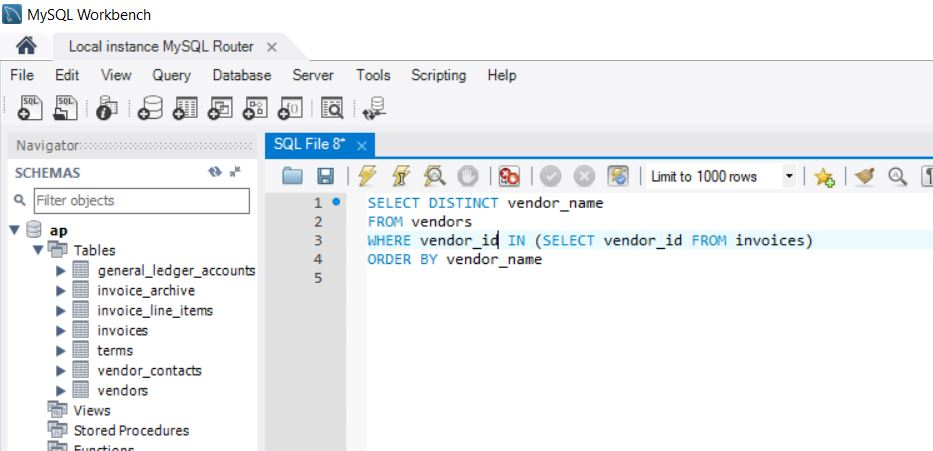 MySQL Workbench
Local instance MySQL Router ×
File Edit View Query Database Server Tools Scripting Help
SQL SQL
Navigator
SQL File 8* ×
SCHEMAS
Limit to 1000 rows
Filter objects
ap
Tables
general_ledger_accounts
invoice_archive
invoice_line_items
invoices
terms
vendor_contacts
vendors
Views
Stored Procedures
Functions
1 SELECT DISTINCT vendor_name
2 FROM vendors
3 WHERE vendor_id IN (SELECT vendor_id FROM invoices)
4 ORDER BY vendor_name
5